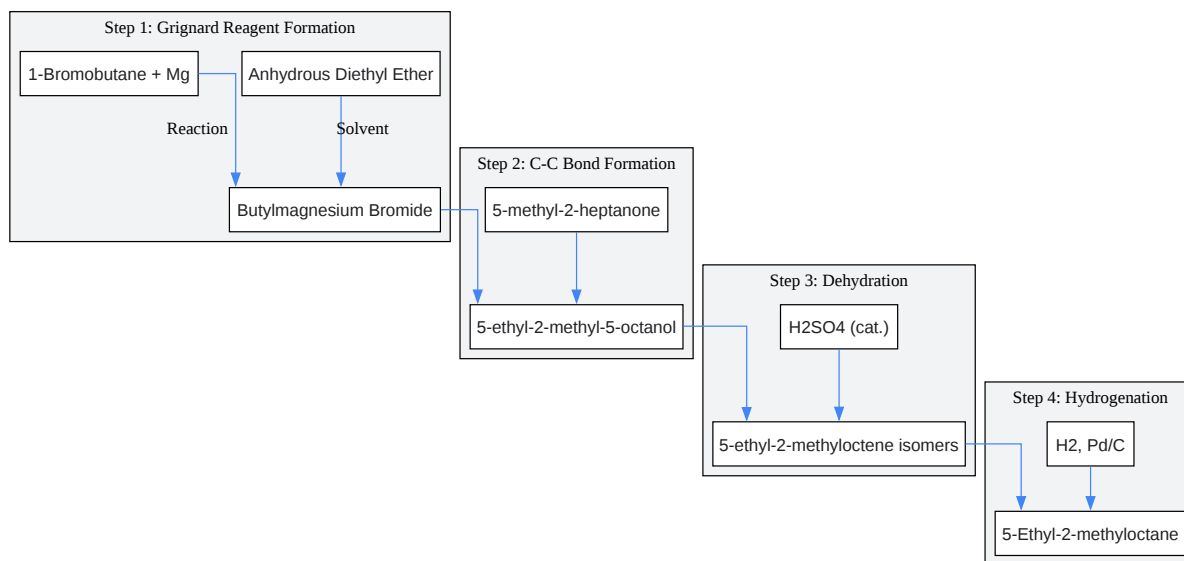 Step 1: Grignard Reagent Formation
1-Bromobutane + Mg
Anhydrous Diethyl Ether
Reaction
Solvent
Butylmagnesium Bromide
Step 2: C-C Bond Formation
5-methyl-2-heptanone
5-ethyl-2-methyl-5-octanol
Step 3: Dehydration
H2SO4 (cat.)
5-ethyl-2-methyloctene isomers
Step 4: Hydrogenation
H2, Pd/C
5-Ethyl-2-methyloctane